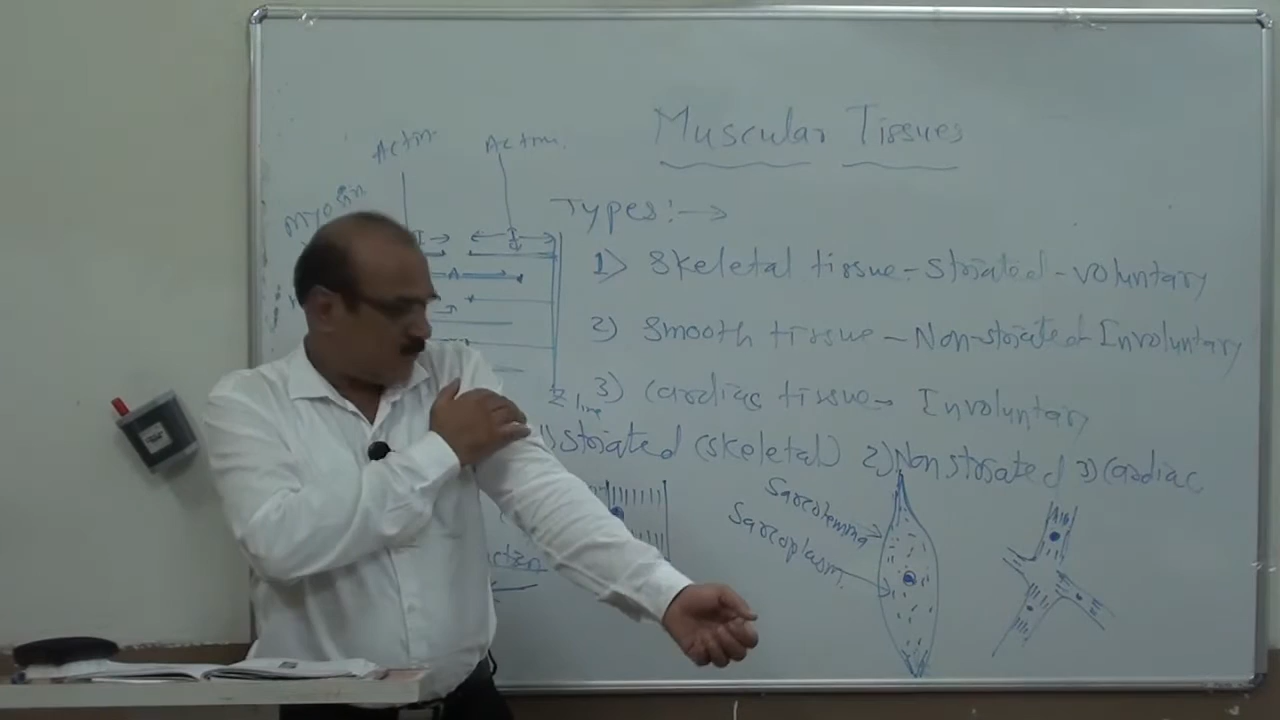 Muscular Tissues
Actin Actin
Myosin
Types:→
I I
1) Skeletal tissue - Striated - voluntary
A
2) Smooth tissue - Non-striated Involuntary
3) Cardiac tissue - Involuntary
Z line
1) Striated (skeletal) 2) Non striated 3) Cardiac
Sarcolemma
Sarcoplasm